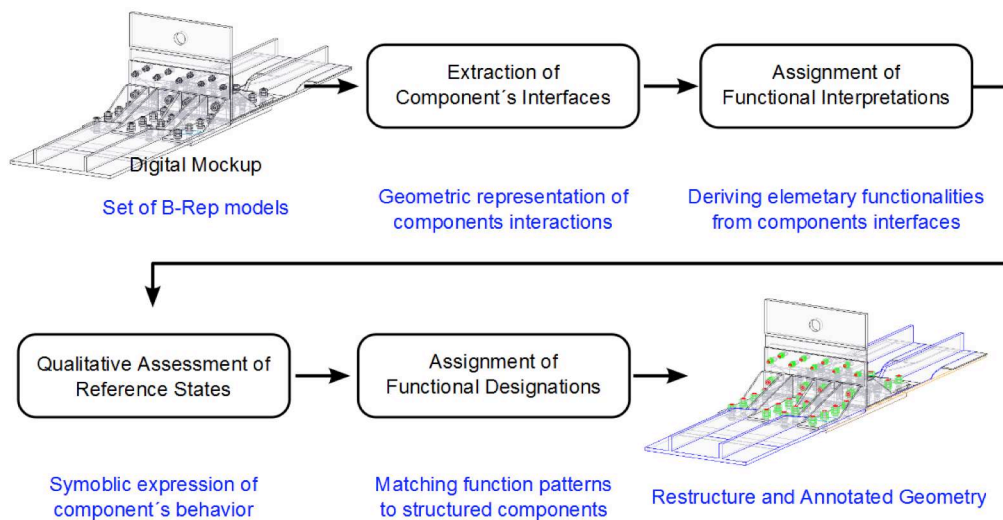 Digital Mockup
Set of B-Rep models
Extraction of
Component´s Interfaces
Geometric representation of
components interactions
Assignment of
Functional Interpretations
Deriving elemetary functionalities
from components interfaces
Qualitative Assessment of
Reference States
Symoblic expression of
component´s behavior
Assignment of
Functional Designations
Matching function patterns
to structured components
Restructure and Annotated Geometry